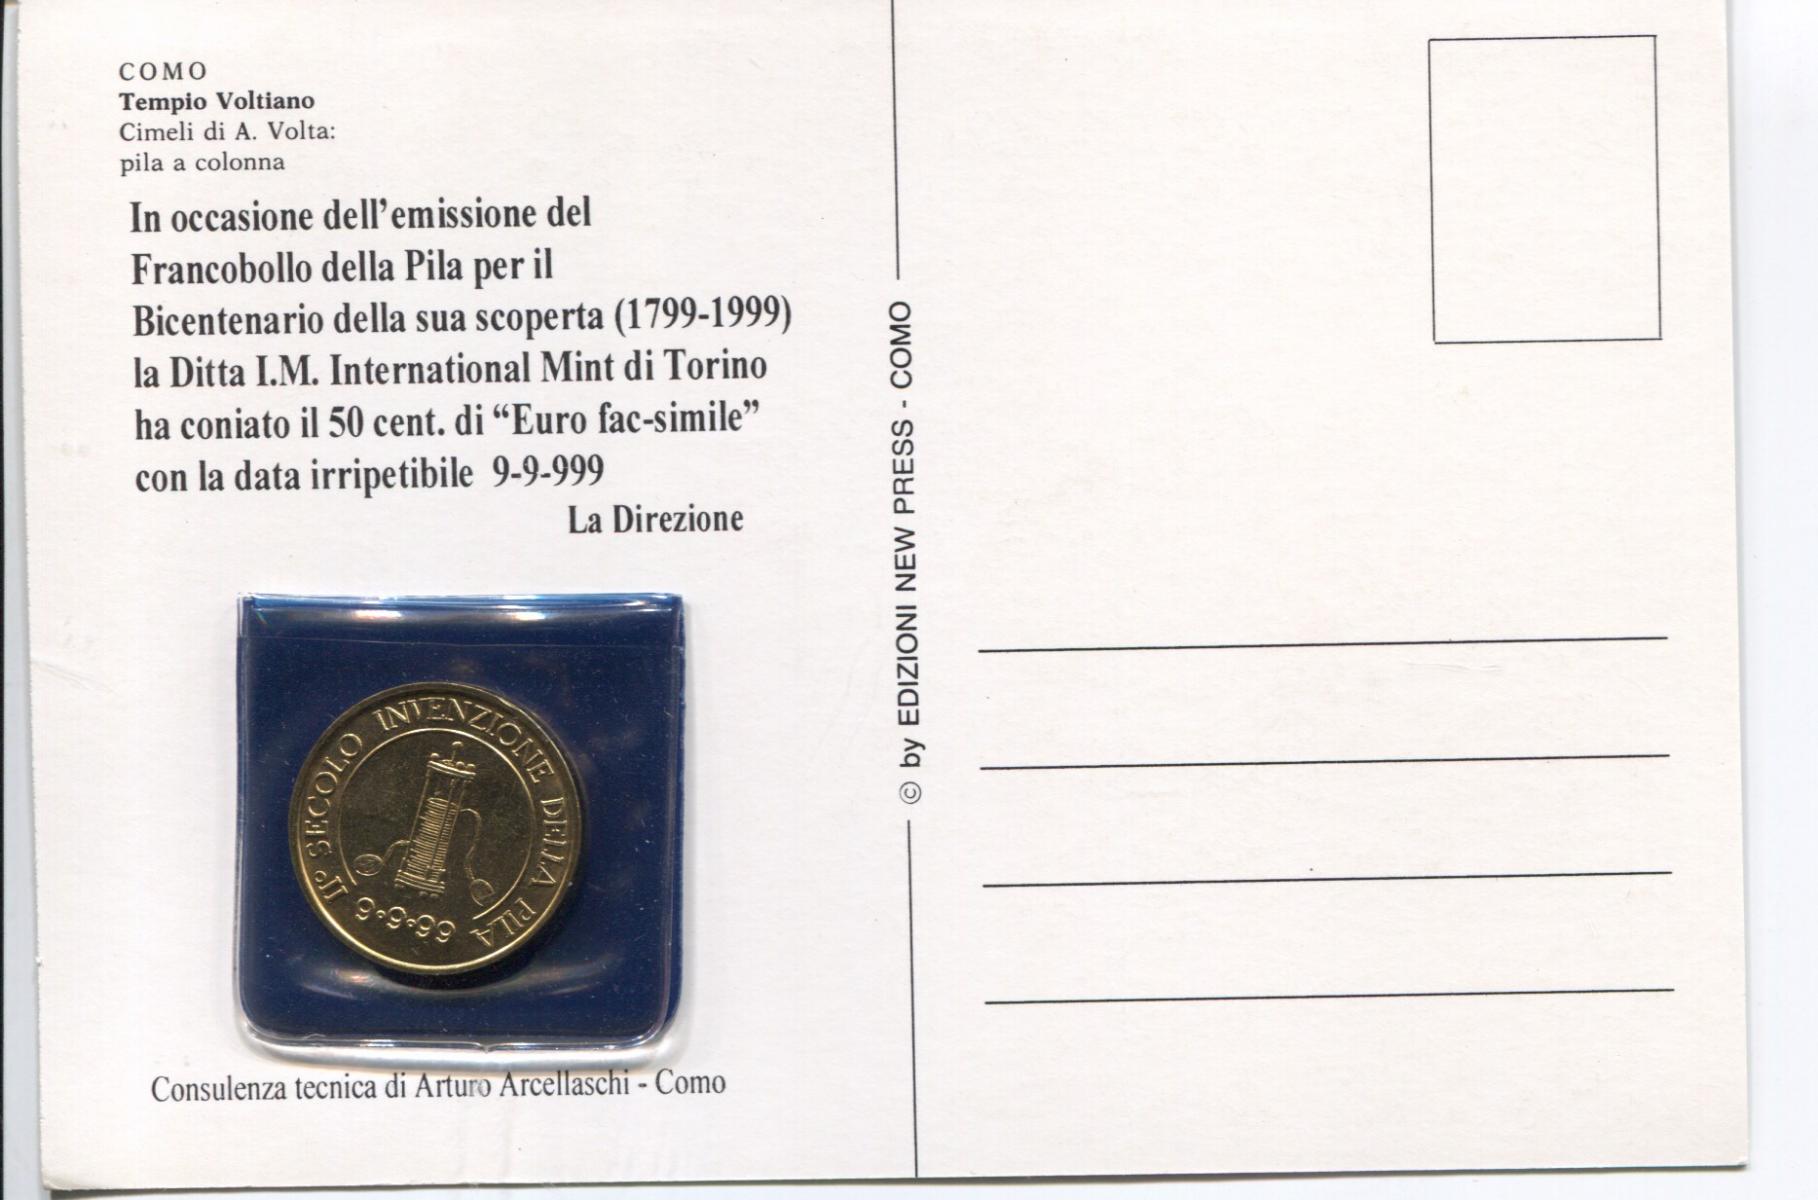 COMO
Tempio Voltiano
Cimeli di A. Volta:
pila a colonna
In occasione dell'emissione del
Francobollo della Pila per il
Bicentenario della sua scoperta (1799-1999)
la Ditta I.M. International Mint di Torino
ha coniato il 50 cent. di “Euro fac-simile”
con la data irripetibile 9-9-999
La Direzione
II° SECOLO INVENZIONE DELLA PILA
9•9•99
Consulenza tecnica di Arturo Arcellaschi - Como
© by EDIZIONI NEW PRESS - COMO